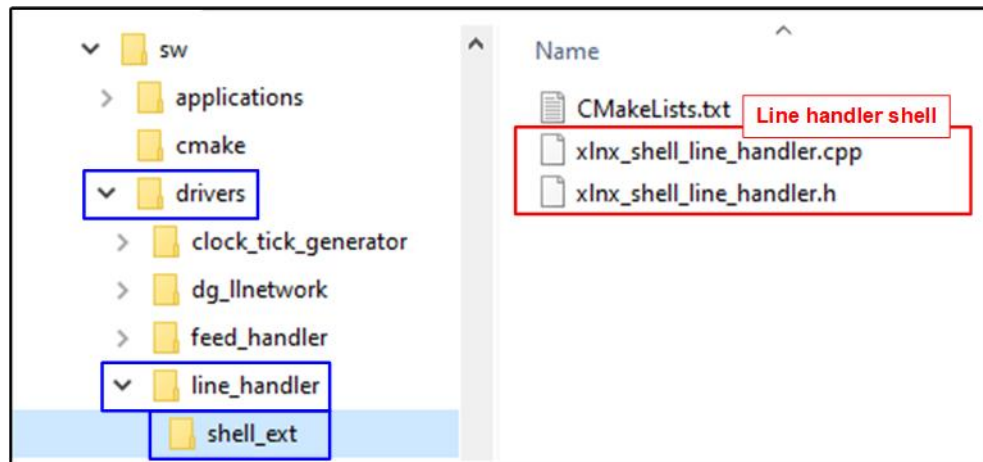 sw
applications
cmake
drivers
clock_tick_generator
dg_llnetwork
feed_handler
line_handler
shell_ext
Name
CMakeLists.txt
Line handler shell
xlnx_shell_line_handler.cpp
xlnx_shell_line_handler.h